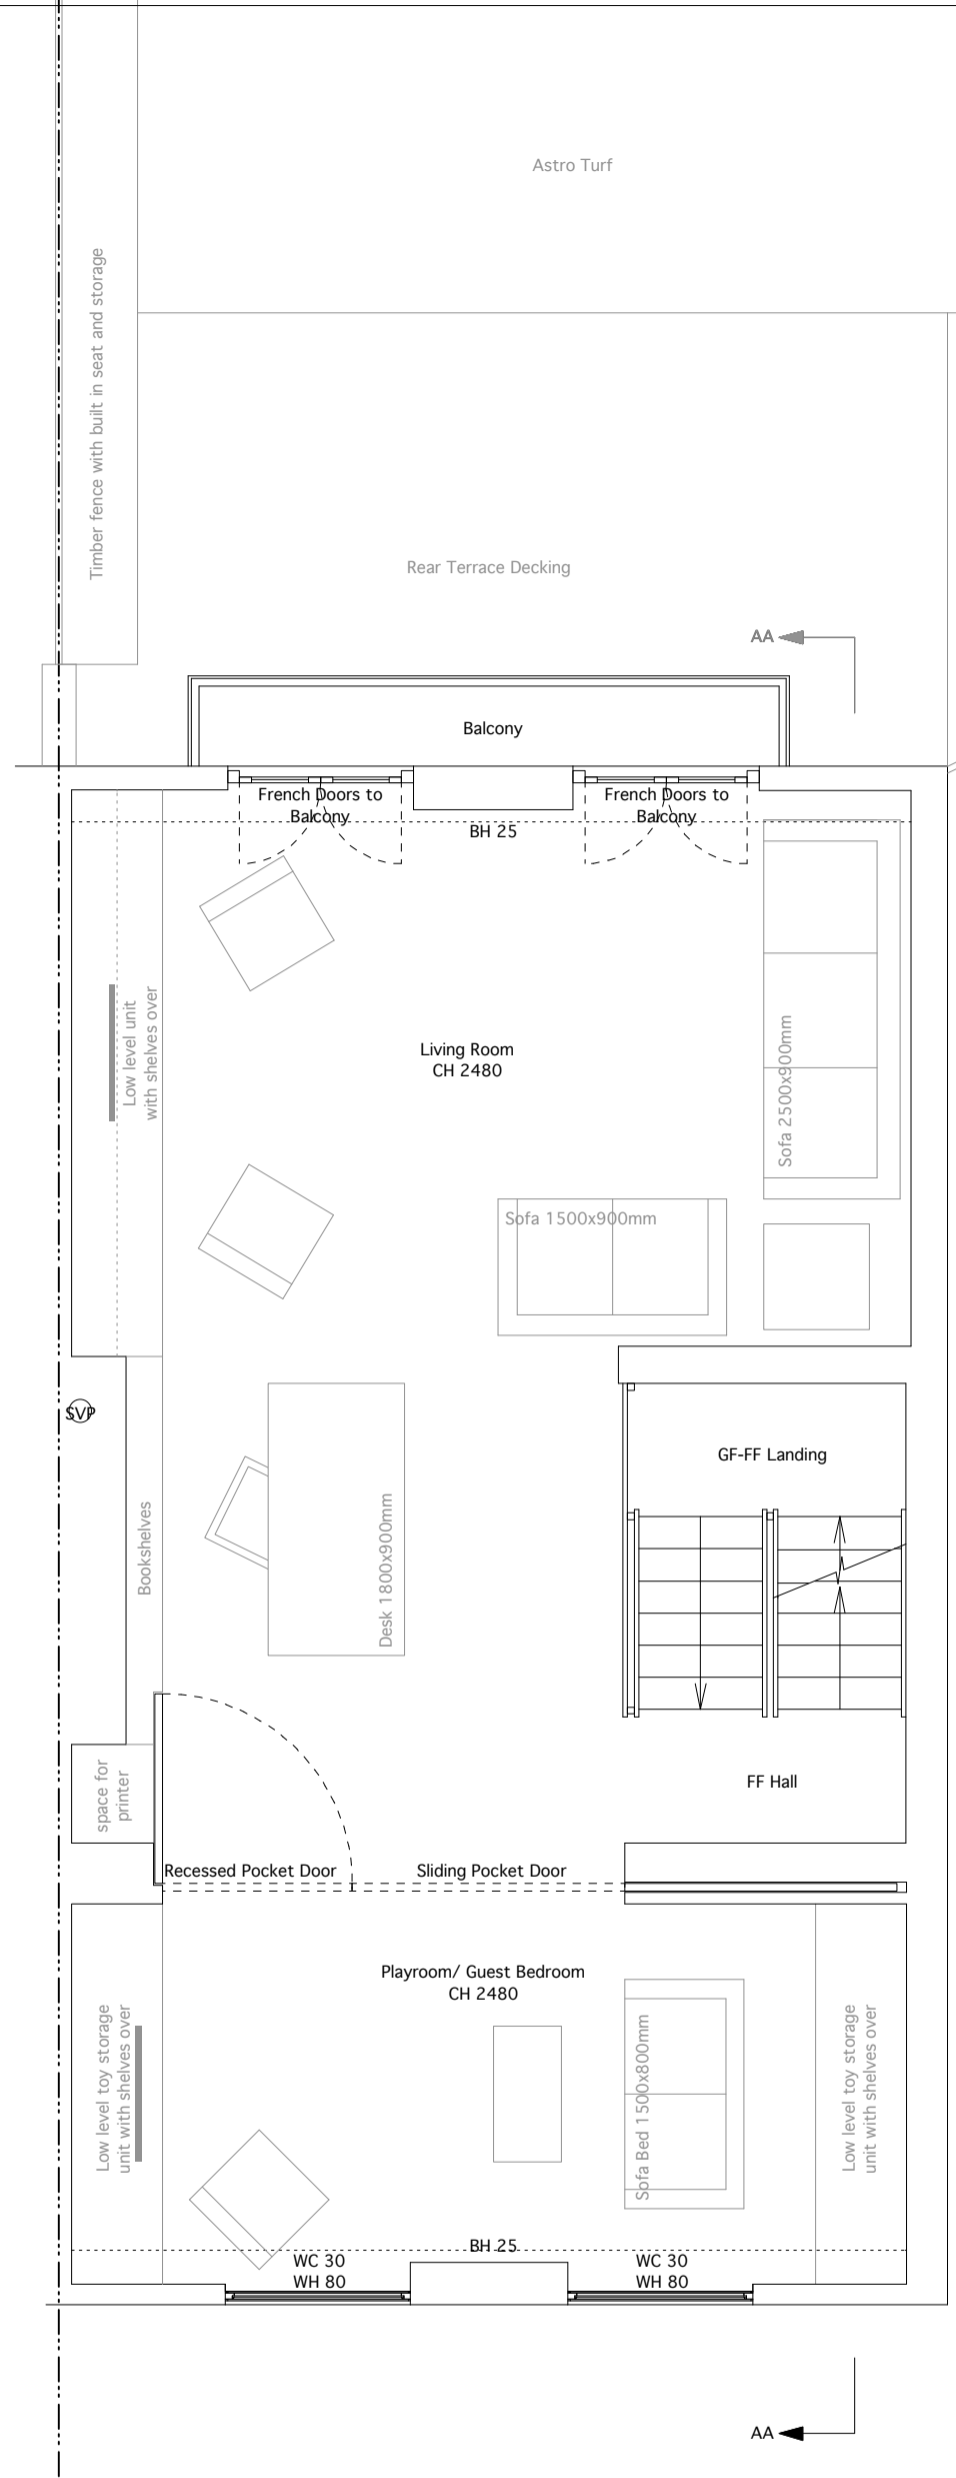 Astro Turf
Timber fence with built in seat and storage
Rear Terrace Decking
AA
Balcony
French Doors to
Balcony
French Doors to
Balcony
BH 25
Low level unit
with shelves over
Living Room
CH 2480
Sofa 2500x900mm
Sofa 1500x900mm
SVP
GF-FF Landing
Bookshelves
Desk 1800x900mm
space for
printer
FF Hall
Recessed Pocket Door
Sliding Pocket Door
Playroom/ Guest Bedroom
CH 2480
Low level toy storage
unit with shelves over
Sofa Bed 1500x800mm
Low level toy storage
unit with shelves over
BH 25
WC 30
WH 80
WC 30
WH 80
AA